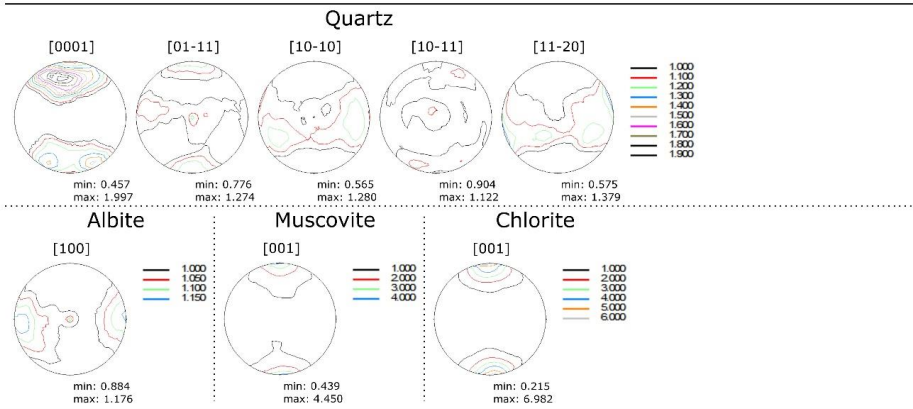 Quartz
[0001] [01-11] [10-10] [10-11] [11-20]
1.000
1.100
1.200
1.300
1.400
1.500
1.600
1.700
1.800
1.900
min: 0.457 min: 0.776 min: 0.565 min: 0.904 min: 0.575
max: 1.997 max: 1.274 max: 1.280 max: 1.122 max: 1.379
Albite Muscovite Chlorite
[100] [001] [001]
1.000 1.000 1.000
1.050 2.000 2.000
1.100 3.000 3.000
1.150 4.000 4.000
5.000
6.000
min: 0.884 min: 0.439 min: 0.215
max: 1.176 max: 4.450 max: 6.982